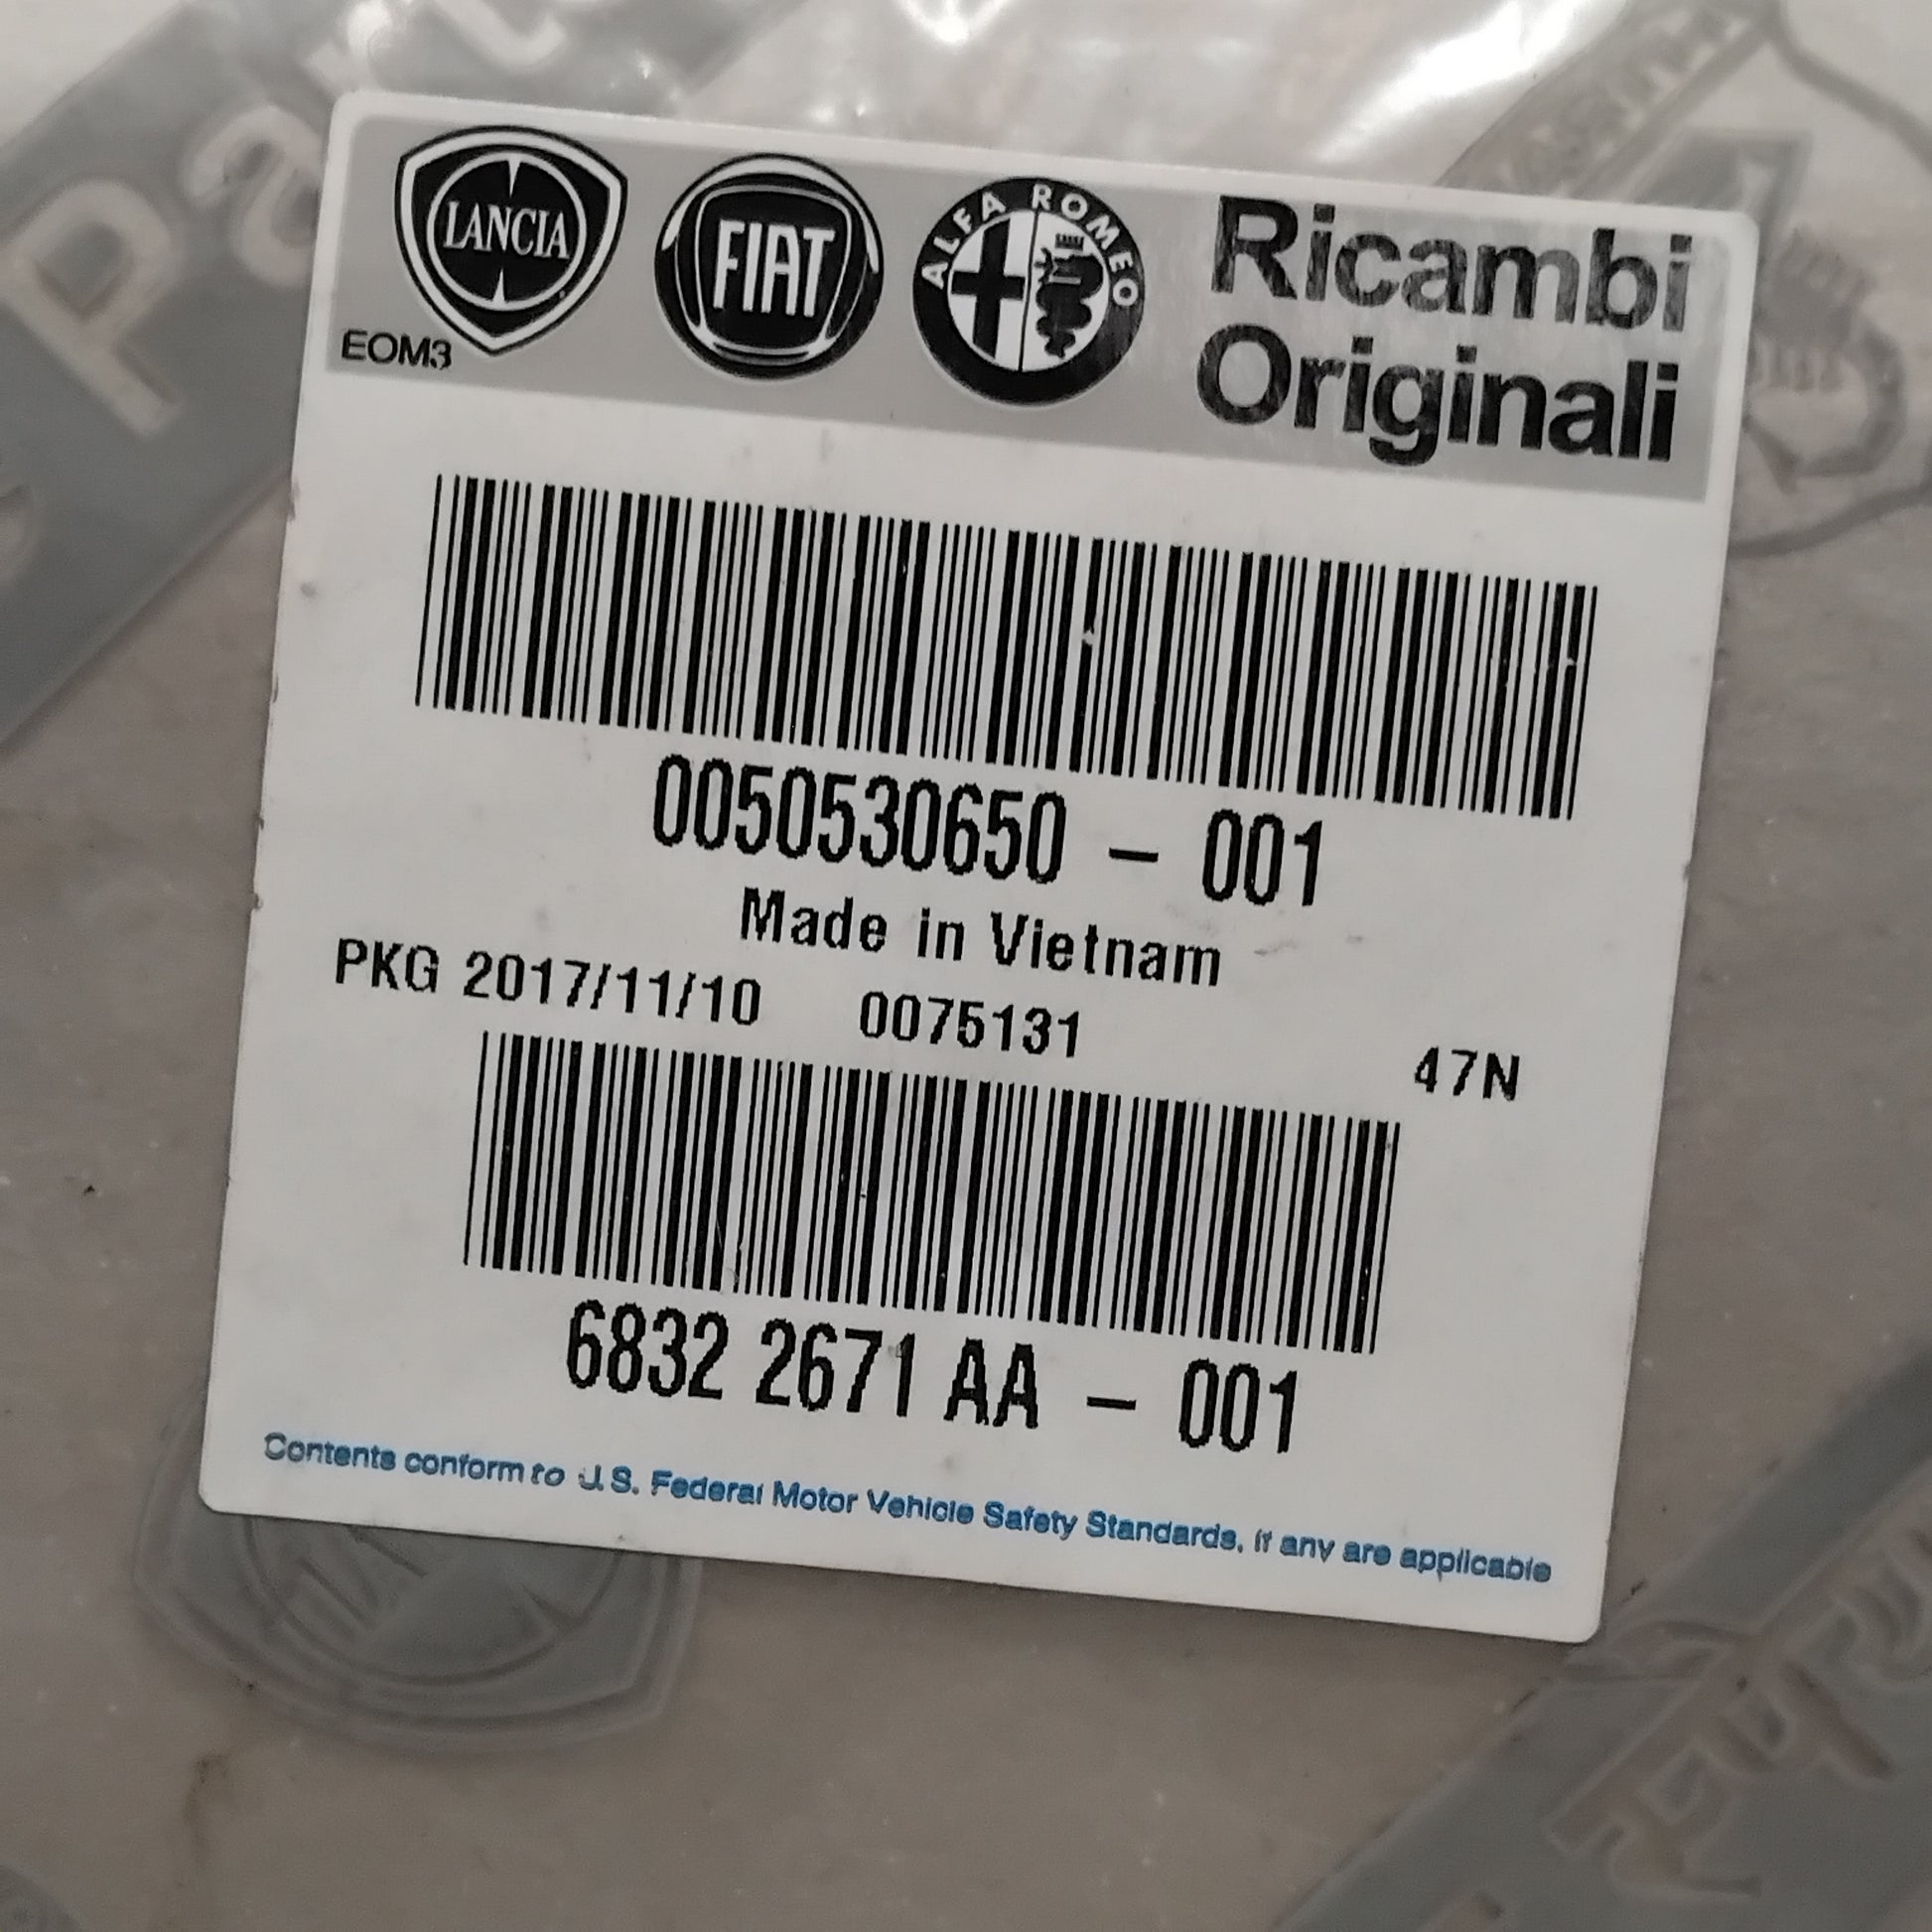 Parts
LANCIA
FIAT
ALFA ROMEO
Ricambi
Originali
EOM3
0050530650 – 001
Made in Vietnam
PKG 2017/11/10 0075131
47N
6832 2671 AA – 001
Contents conform to U.S. Federal Motor Vehicle Safety Standards, if any are applicable